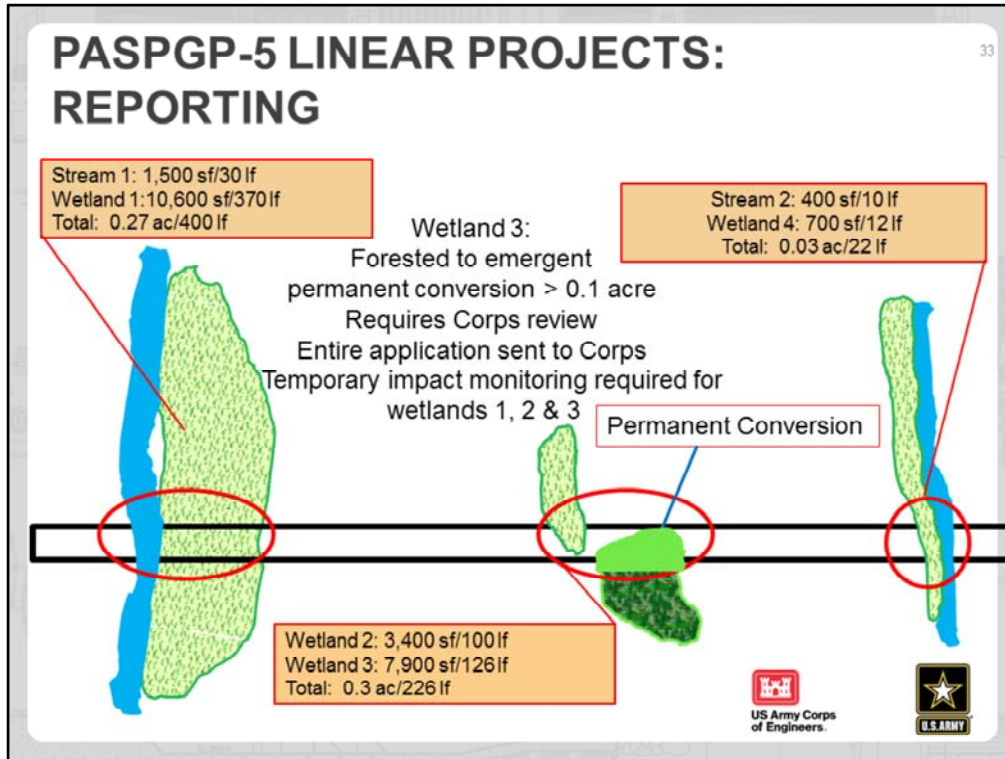 PASPGP-5 LINEAR PROJECTS:
REPORTING
33
Stream 1: 1,500 sf/30 lf
Wetland 1:10,600 sf/370 lf
Total: 0.27 ac/400 lf
Wetland 3:
Forested to emergent
permanent conversion > 0.1 acre
Requires Corps review
Entire application sent to Corps
Temporary impact monitoring required for
wetlands 1, 2 & 3
Stream 2: 400 sf/10 lf
Wetland 4: 700 sf/12 lf
Total: 0.03 ac/22 lf
Permanent Conversion
Wetland 2: 3,400 sf/100 lf
Wetland 3: 7,900 sf/126 lf
Total: 0.3 ac/226 lf
US Army Corps
of Engineers.
U.S.ARMY